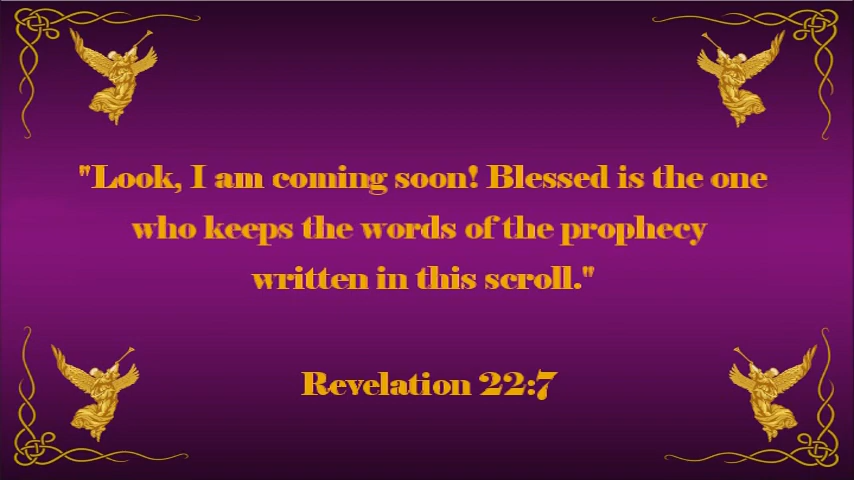 "Look, I am coming soon! Blessed is the one
who keeps the words of the prophecy
written in this scroll."
Revelation 22:7